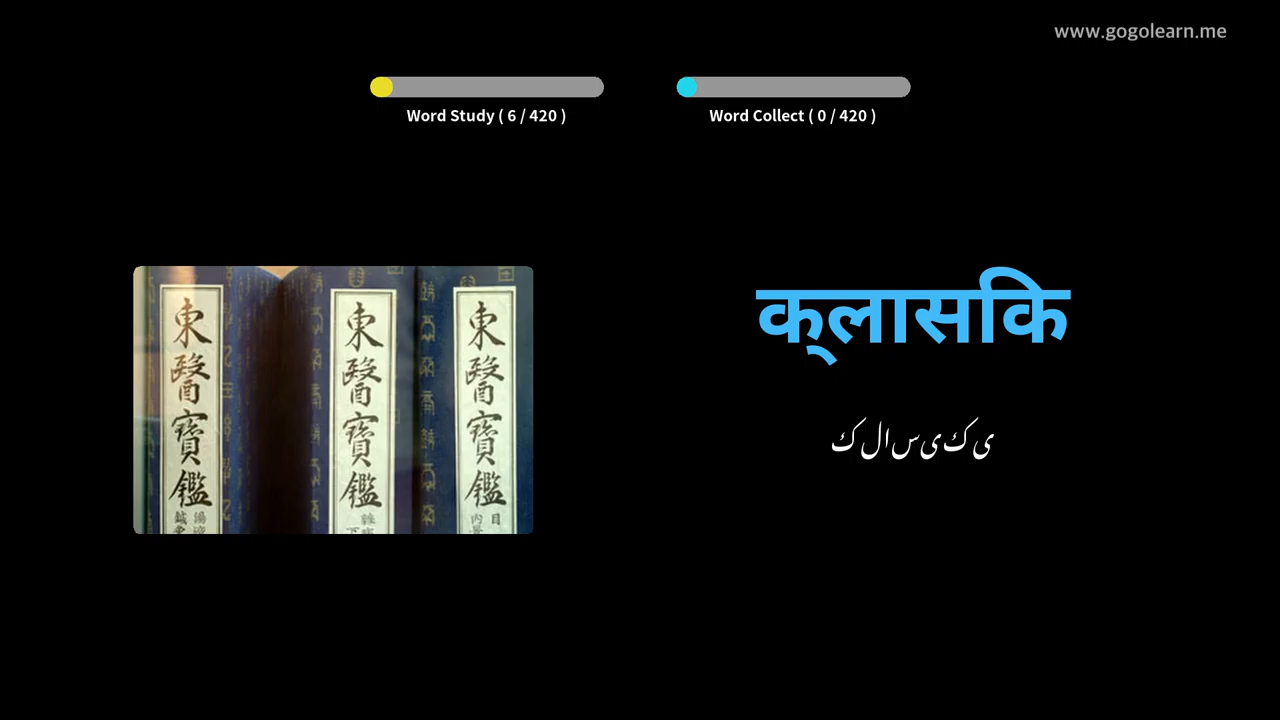 www.gogolearn.me
Word Study ( 6 / 420 )
Word Collect ( 0 / 420 )
東醫寶鑑
東醫寶鑑
東醫寶鑑
क्‌लासकि
ی ک ی س ا ل ک